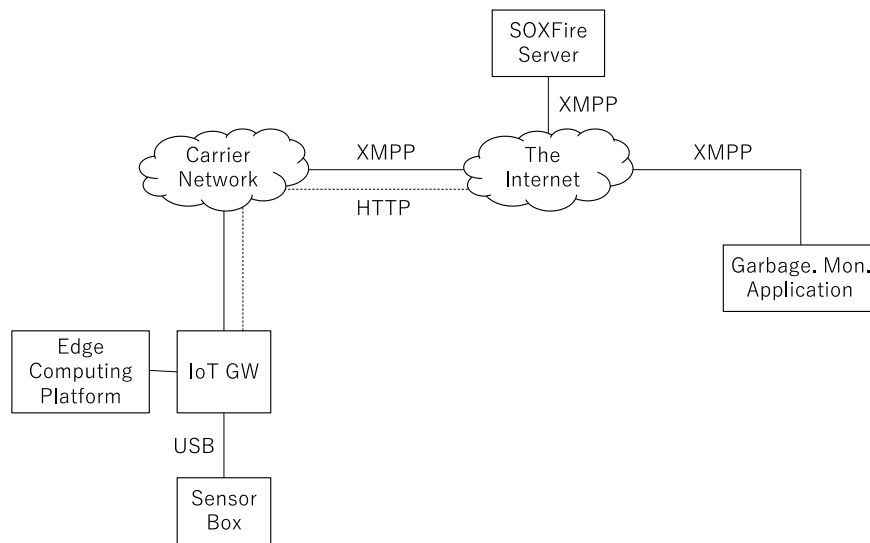 SOXFire
Server
XMPP
Carrier
Network
XMPP
The
Internet
XMPP
HTTP
Garbage. Mon.
Application
Edge
Computing
Platform
IoT GW
USB
Sensor
Box